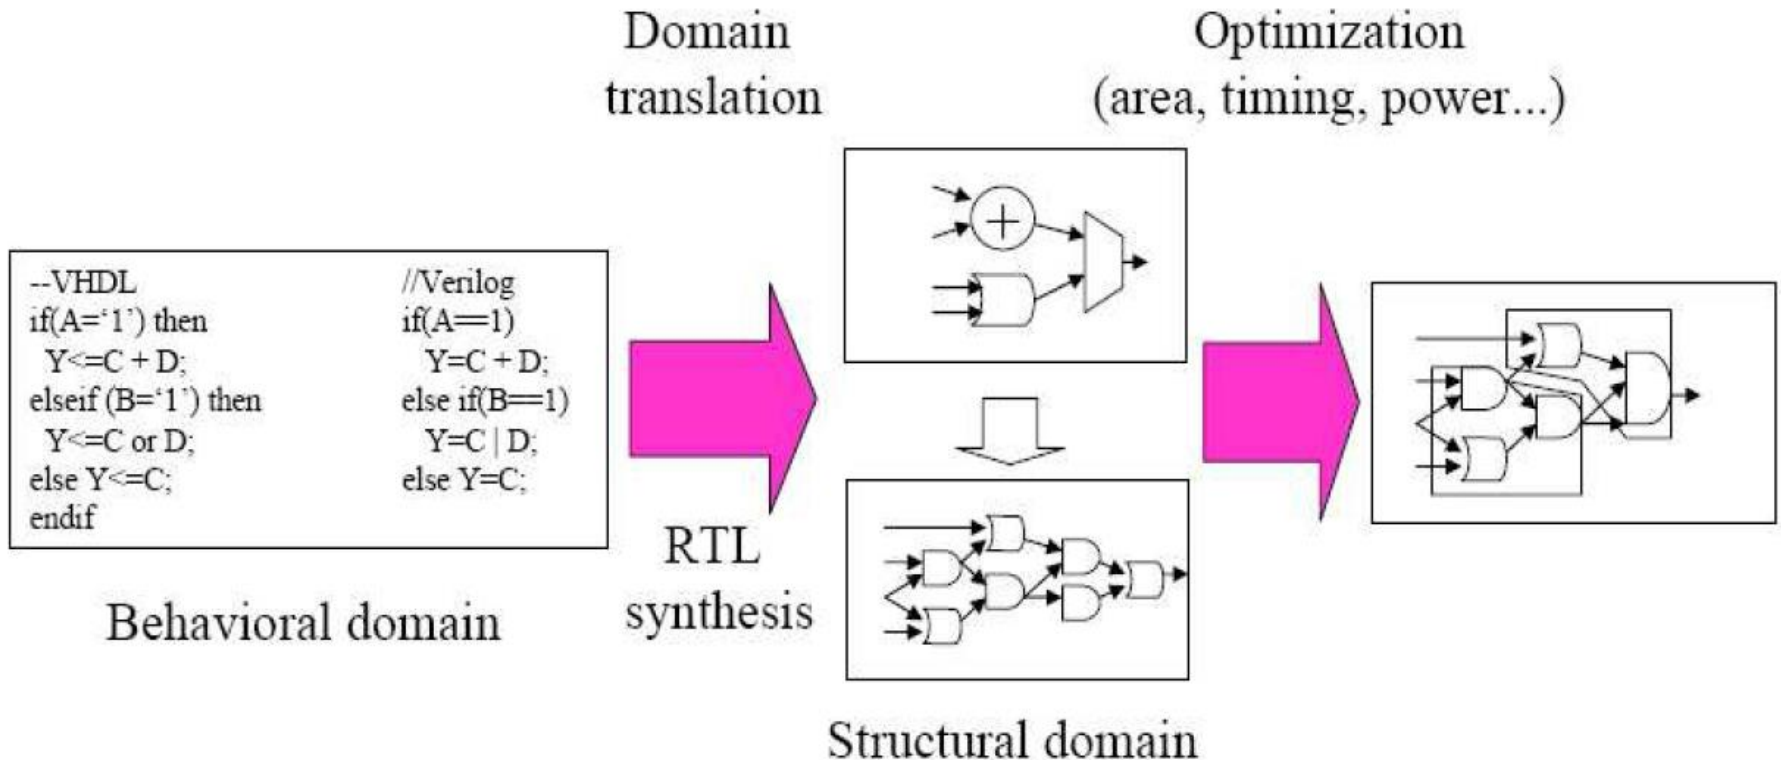 Domain
translation
Optimization
(area, timing, power...)
--VHDL
if(A=‘1’) then
Y<=C + D;
elseif (B=‘1’) then
Y<=C or D;
else Y<=C;
endif
//Verilog
if(A==1)
Y=C + D;
else if(B==1)
Y=C | D;
else Y=C;
+
RTL
synthesis
Behavioral domain
Structural domain